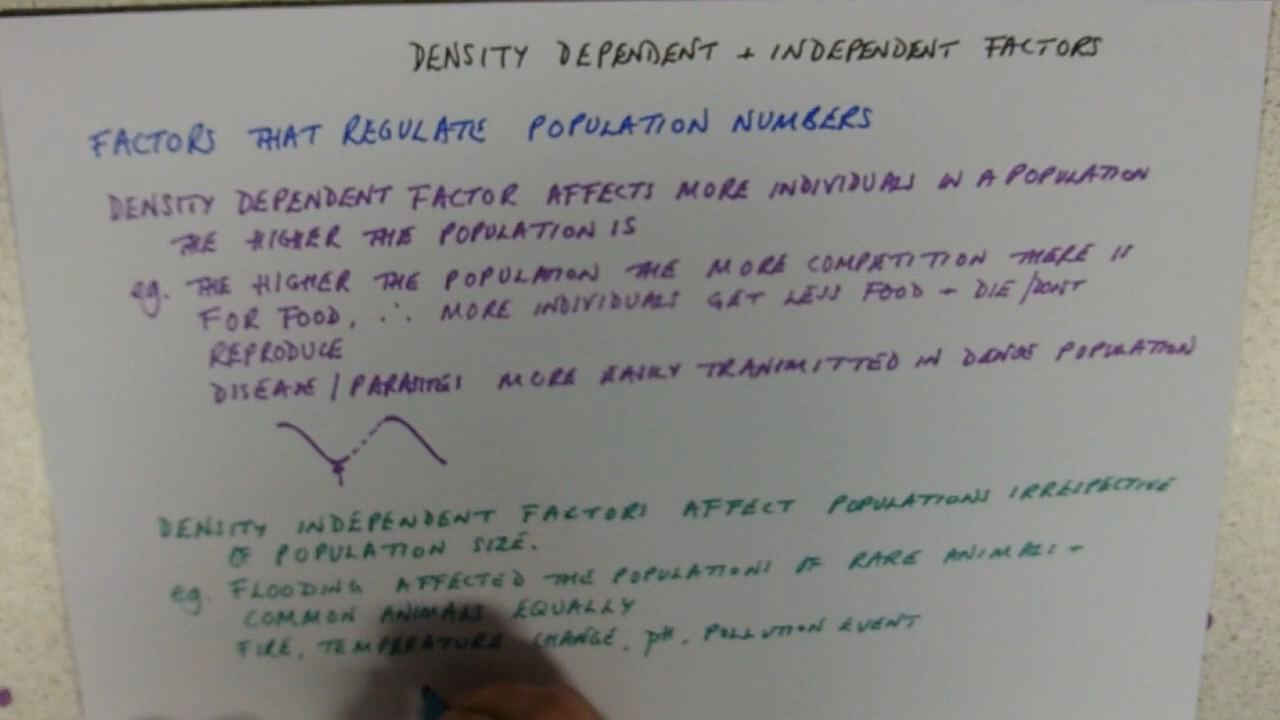 DENSITY DEPENDENT + INDEPENDENT FACTORS
FACTORS THAT REGULATE POPULATION NUMBERS
DENSITY DEPENDENT FACTOR AFFECTS MORE INDIVIDUALS IN A POPULATION
THE HIGHER THE POPULATION IS
eg. THE HIGHER THE POPULATION THE MORE COMPETITION THERE IS
FOR FOOD, ∴ MORE INDIVIDUALS GET LESS FOOD + DIE/DONT
REPRODUCE
DISEASE/PARASITES MORE EASILY TRANSMITTED IN DENSE POPULATION
DENSITY INDEPENDENT FACTORS AFFECT POPULATIONS IRRESPECTIVE
OF POPULATION SIZE.
eg. FLOODING AFFECTED THE POPULATIONS OF RARE ANIMALS +
COMMON ANIMALS EQUALLY
FIRE, TEMPERATURE CHANGE, pH, POLLUTION EVENT